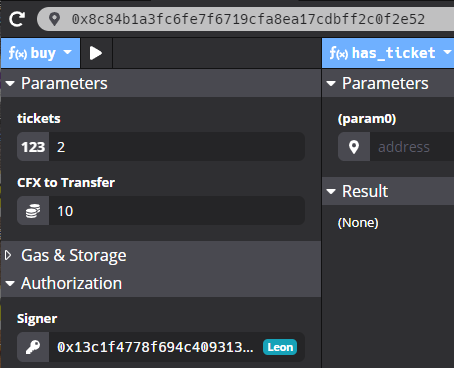 0x8c84b1a3fc6fe7f6719cfa8ea17cdbff2c0f2e52
f(x) buy
Parameters
tickets
123 2
CFX to Transfer
10
Gas & Storage
Authorization
Signer
0x13c1f4778f694c409313... Leon
f(x) has_ticket
Parameters
(param0)
address
Result
(None)